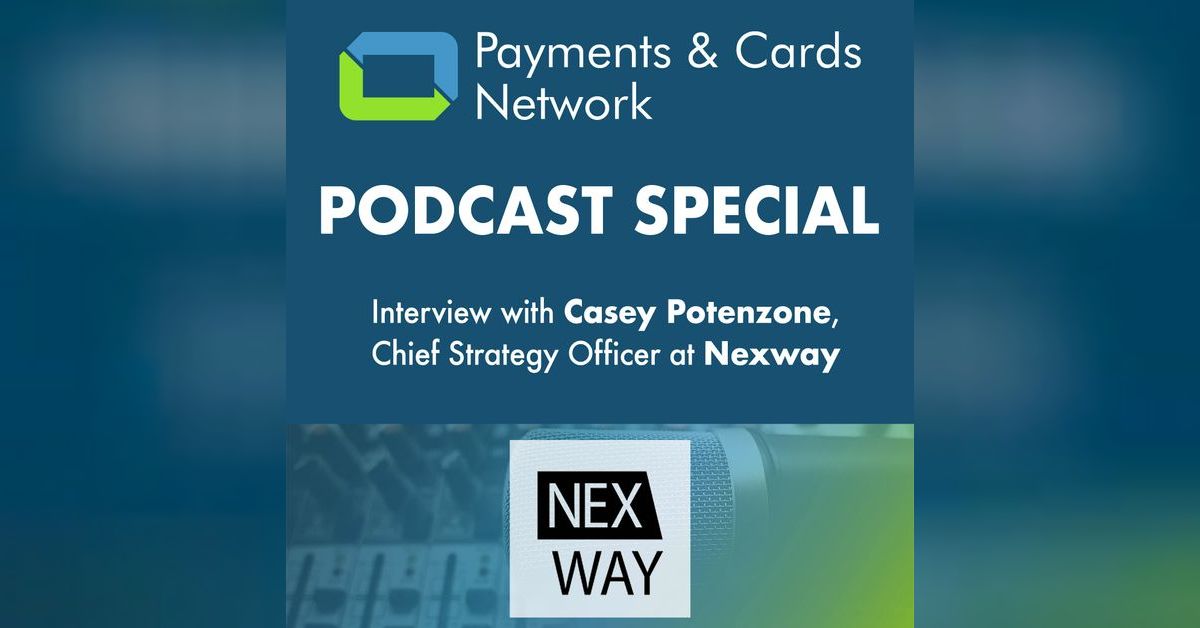 Payments & Cards
Network
PODCAST SPECIAL
Interview with Casey Potenzone,
Chief Strategy Officer at Nexway
NEX
WAY